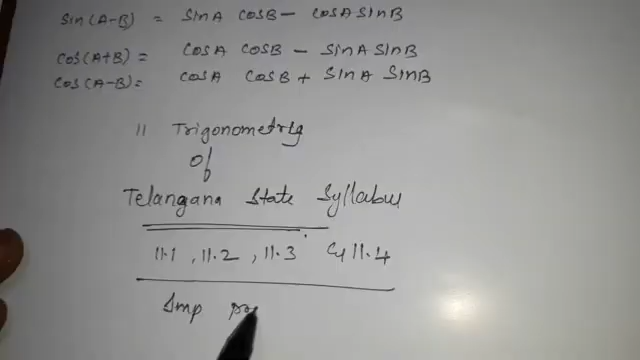 Sin(A-B) = SinA CosB - CosA SinB
Cos(A+B) = CosA CosB - SinA SinB
Cos(A-B) = CosA CosB + SinA SinB
11 Trigonometry
Of
Telangana State Syllabus
11.1, 11.2, 11.3 & 11.4
Imp